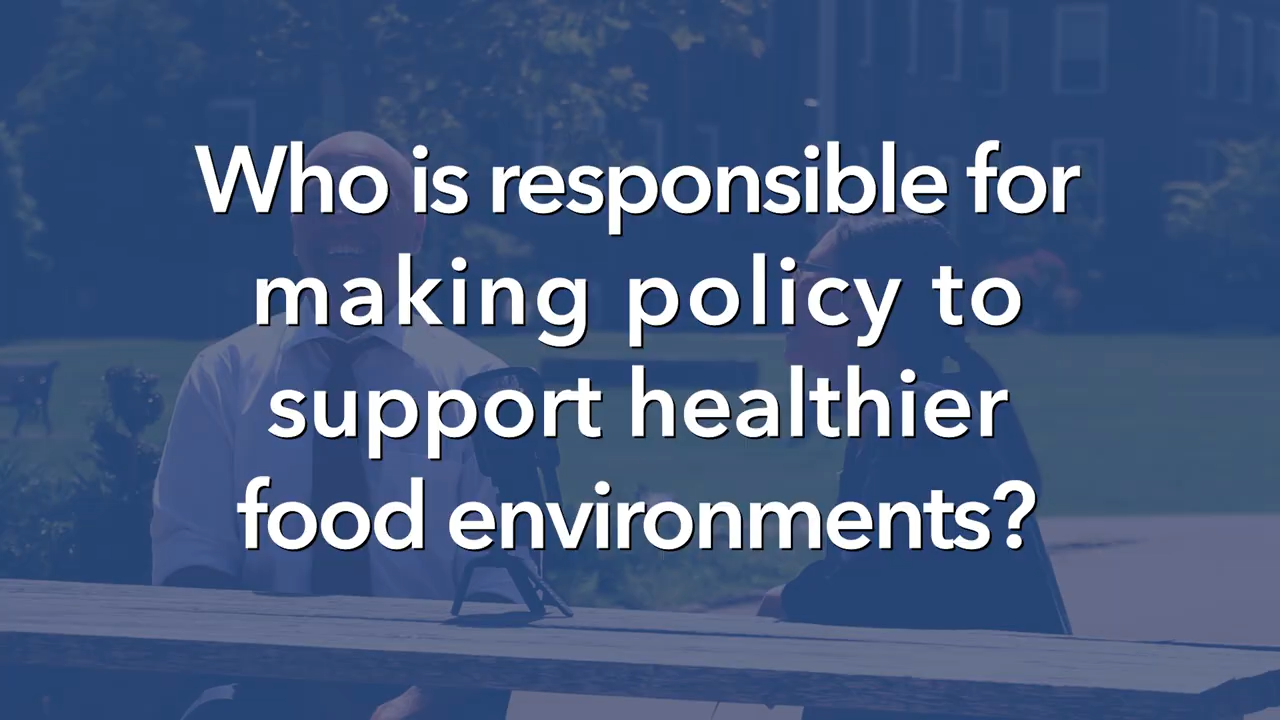 Who is responsible for
making policy to
support healthier
food environments?